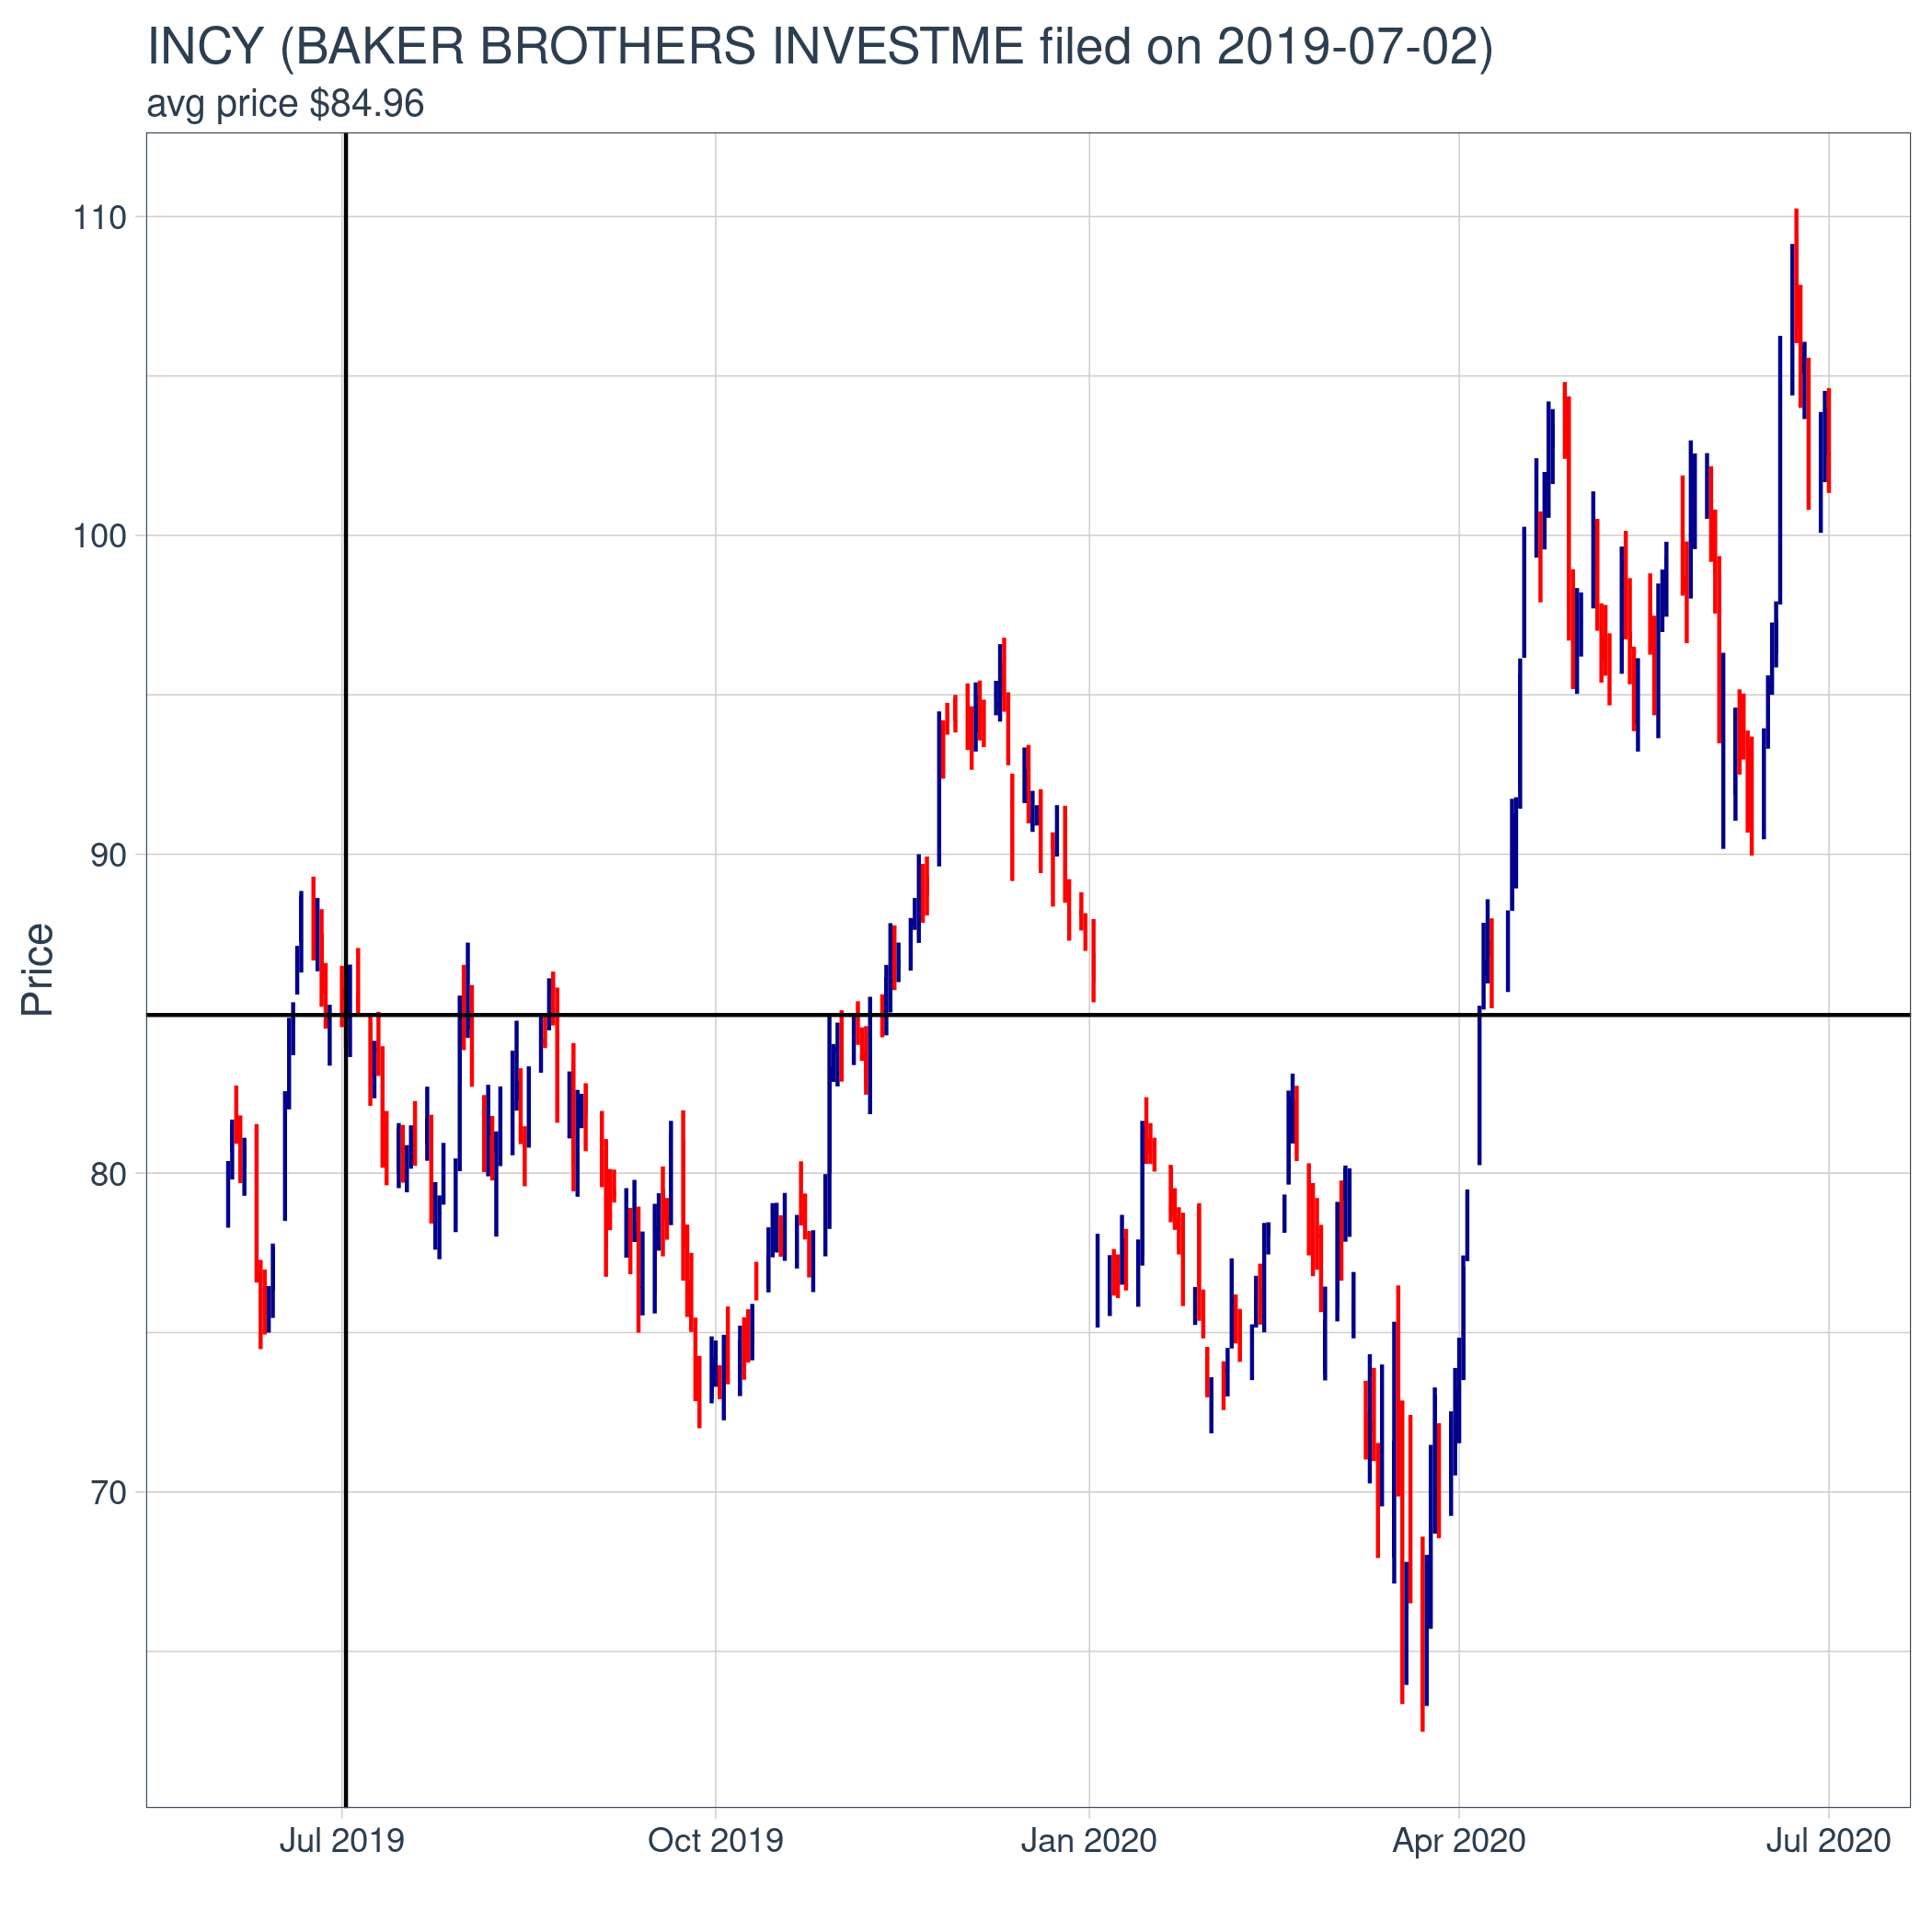 INCY (BAKER BROTHERS INVESTME filed on 2019-07-02)
avg price $84.96
110
100
90
80
70
Price
Jul 2019
Oct 2019
Jan 2020
Apr 2020
Jul 2020